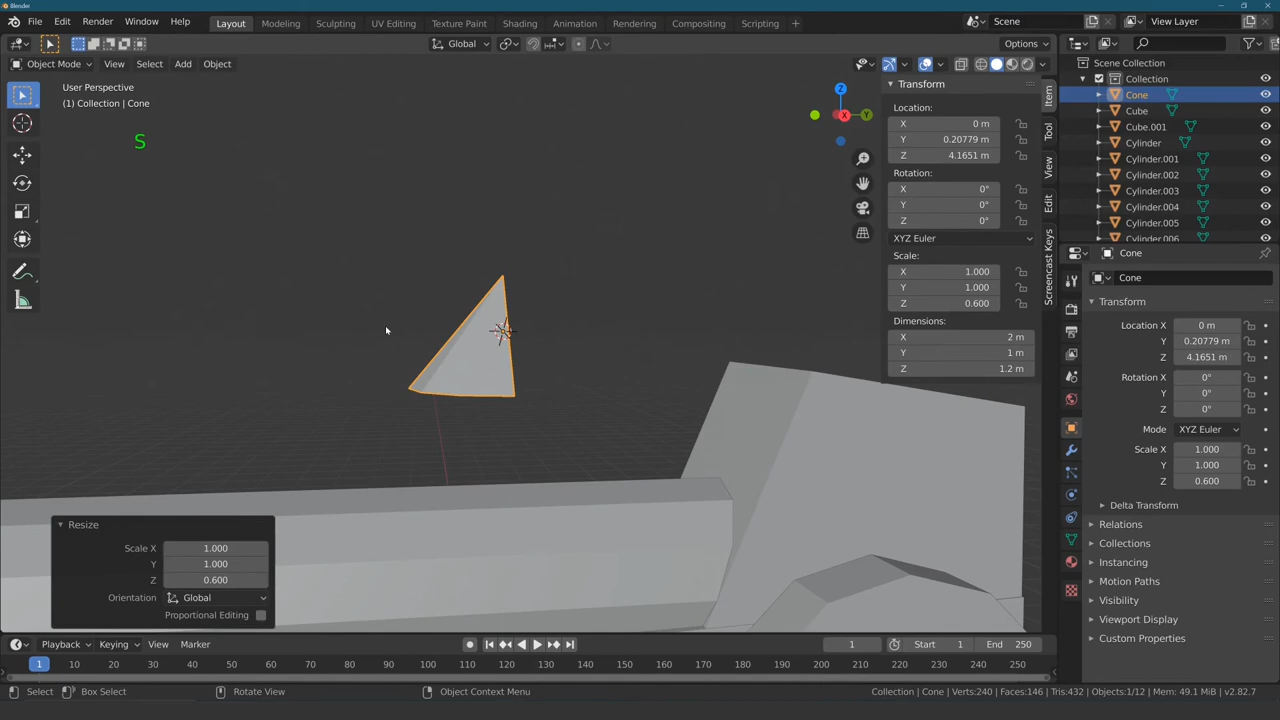 Blender
File Edit Render Window Help Layout Modeling Sculpting UV Editing Texture Paint Shading Animation Rendering Compositing Scripting + Scene View Layer
Global Options
Object Mode View Select Add Object
User Perspective
(1) Collection | Cone
S
Z
X
Y
Transform
Location:
X 0 m
Y 0.20779 m
Z 4.1651 m
Rotation:
X 0°
Y 0°
Z 0°
XYZ Euler
Scale:
X 1.000
Y 1.000
Z 0.600
Dimensions:
X 2 m
Y 1 m
Z 1.2 m
Item
Tool
View
Edit
Screencast Keys
Scene Collection
Collection
Cone
Cube
Cube.001
Cylinder
Cylinder.001
Cylinder.002
Cylinder.003
Cylinder.004
Cylinder.005
Cylinder.006
Cone
Cone
Transform
Location X 0 m
Y 0.20779 m
Z 4.1651 m
Rotation X 0°
Y 0°
Z 0°
Mode XYZ Euler
Scale X 1.000
Y 1.000
Z 0.600
Delta Transform
Relations
Collections
Instancing
Motion Paths
Visibility
Viewport Display
Custom Properties
Resize
Scale X 1.000
Y 1.000
Z 0.600
Orientation Global
Proportional Editing
Playback Keying View Marker 1 Start 1 End 250
1 10 20 30 40 50 60 70 80 90 100 110 120 130 140 150 160 170 180 190 200 210 220 230 240 250
Select Box Select Rotate View Object Context Menu Collection | Cone | Verts:240 | Faces:146 | Tris:432 | Objects:1/12 | Mem: 49.1 MiB | v2.82.7